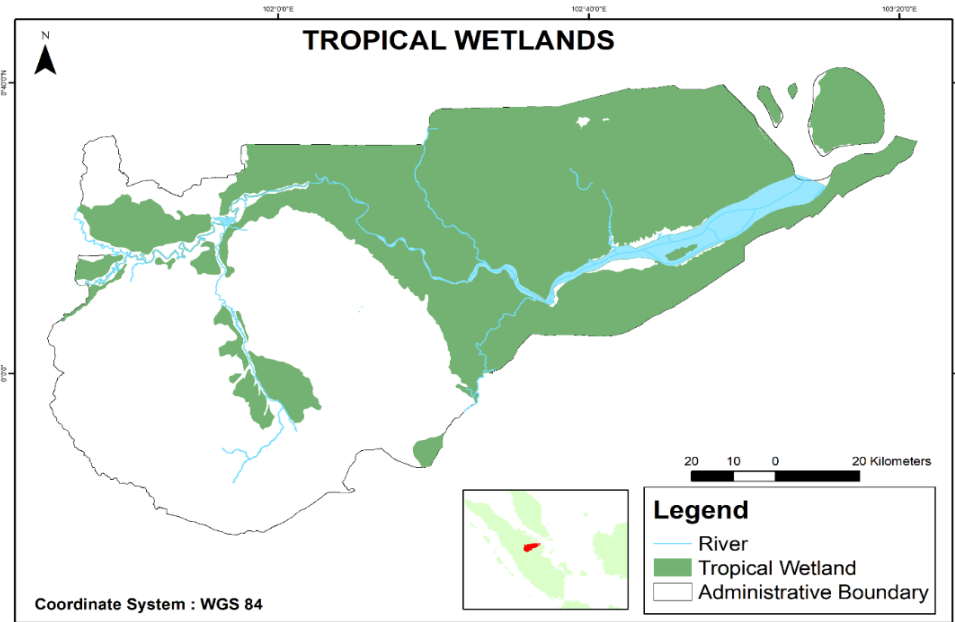 102°0'0"E 102°40'0"E 103°20'0"E
TROPICAL WETLANDS
N
0°40'0"N
0°0'0"
20 10 0 20 Kilometers
Legend
River
Tropical Wetland
Administrative Boundary
Coordinate System : WGS 84